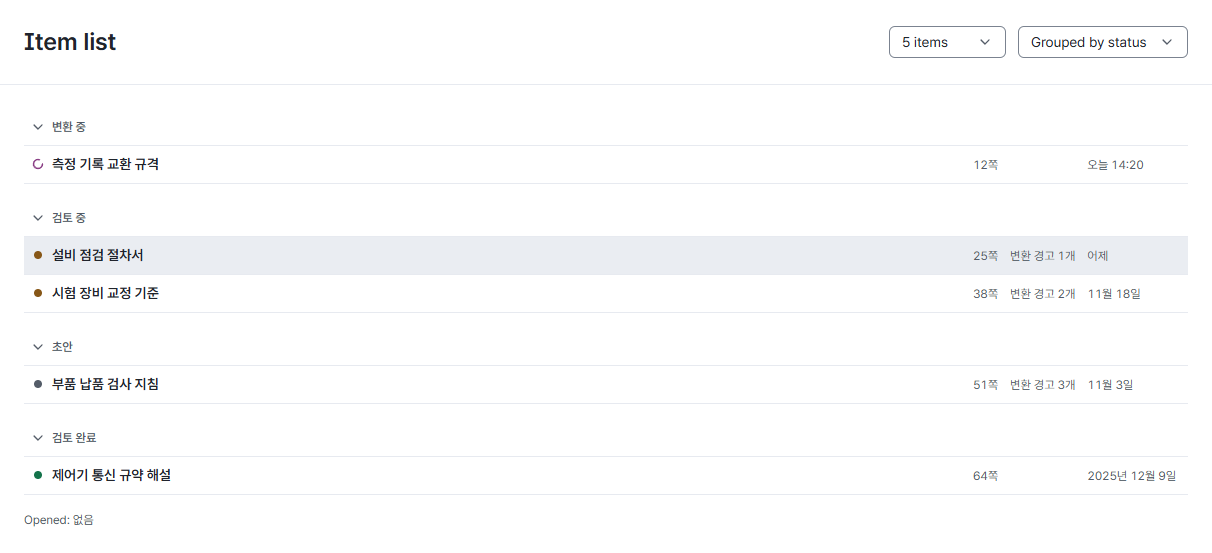 Item list
5 items
Grouped by status
변환 중
측정 기록 교환 규격 12쪽 오늘 14:20
검토 중
설비 점검 절차서 25쪽 변환 경고 1개 어제
시험 장비 교정 기준 38쪽 변환 경고 2개 11월 18일
초안
부품 납품 검사 지침 51쪽 변환 경고 3개 11월 3일
검토 완료
제어기 통신 규약 해설 64쪽 2025년 12월 9일
Opened: 없음